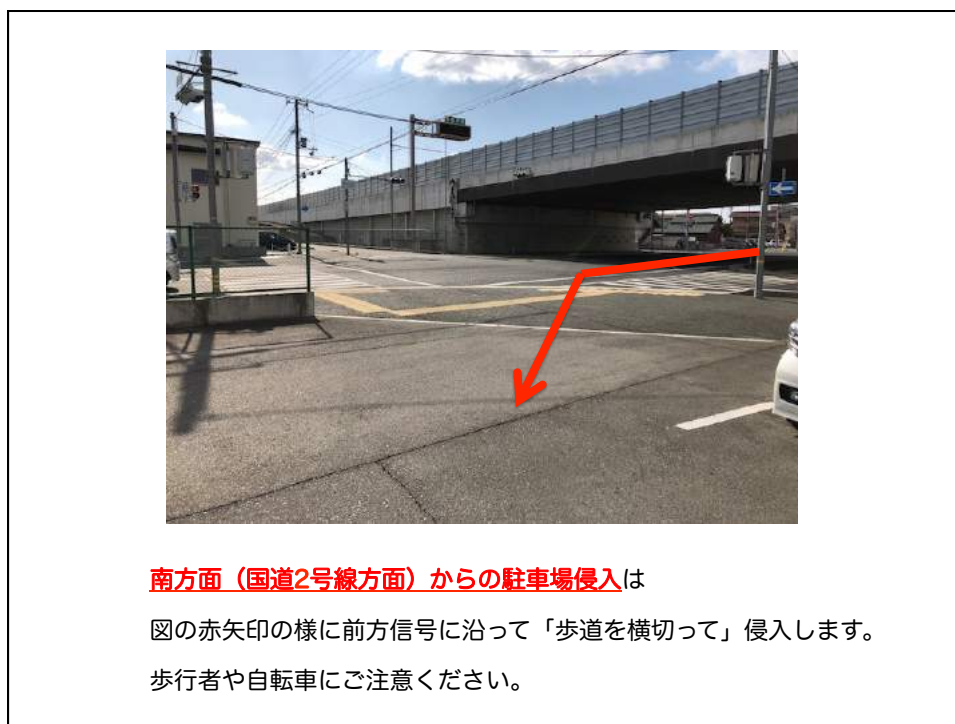 南方面（国道2号線方面）からの駐車場侵入は
図の赤矢印の様に前方信号に沿って「歩道を横切って」侵入します。
歩行者や自転車にご注意ください。